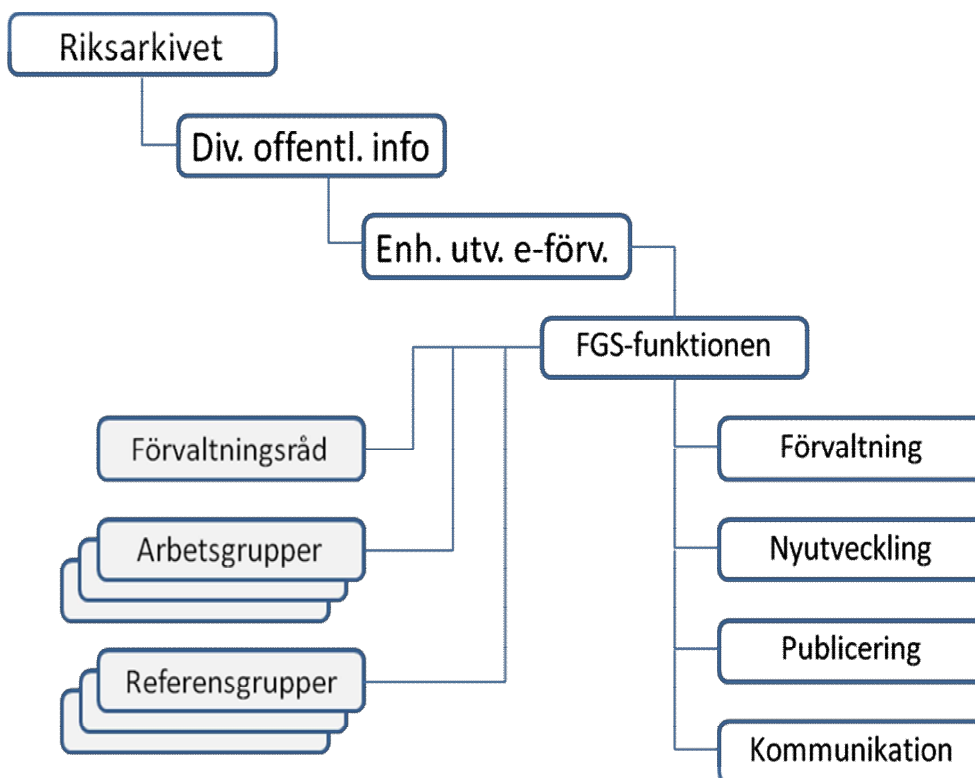 Riksarkivet
Div. offentl. info
Enh. utv. e-förv.
FGS-funktionen
Förvaltningsråd
Arbetsgrupper
Referensgrupper
Förvaltning
Nyutveckling
Publicering
Kommunikation